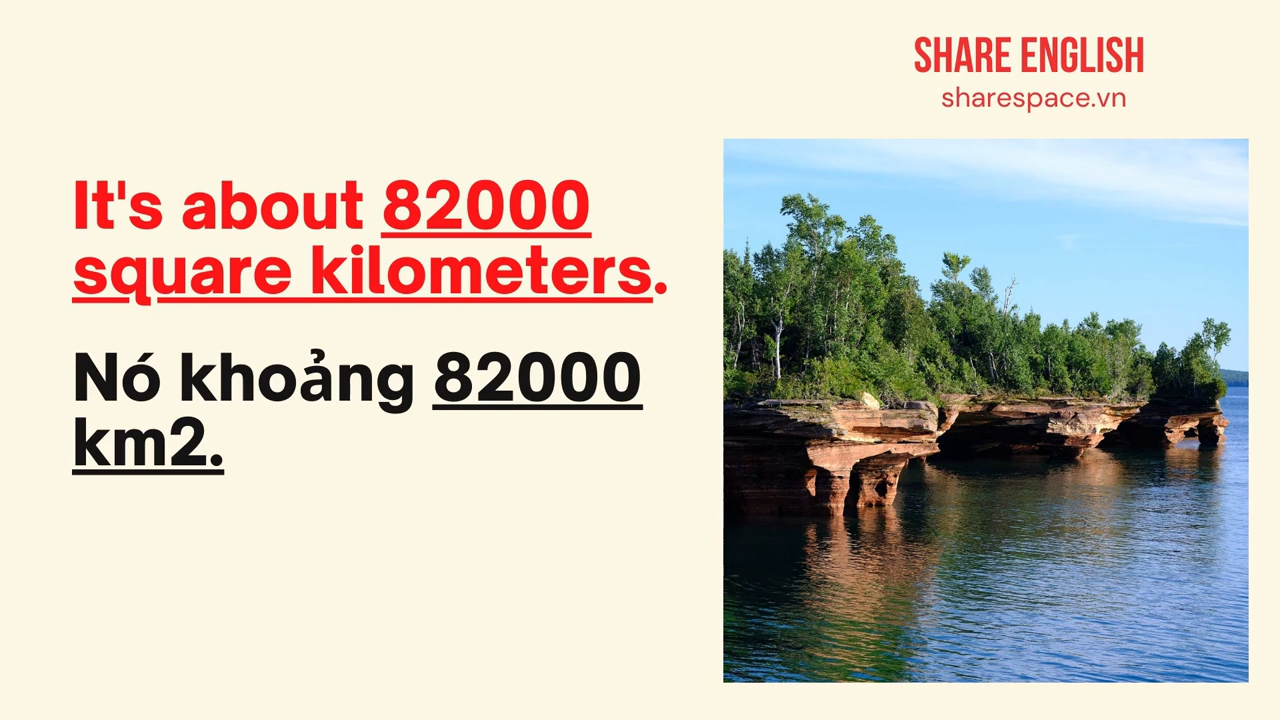 SHARE ENGLISH
sharespace.vn
It's about 82000
square kilometers.
Nó khoảng 82000
km2.